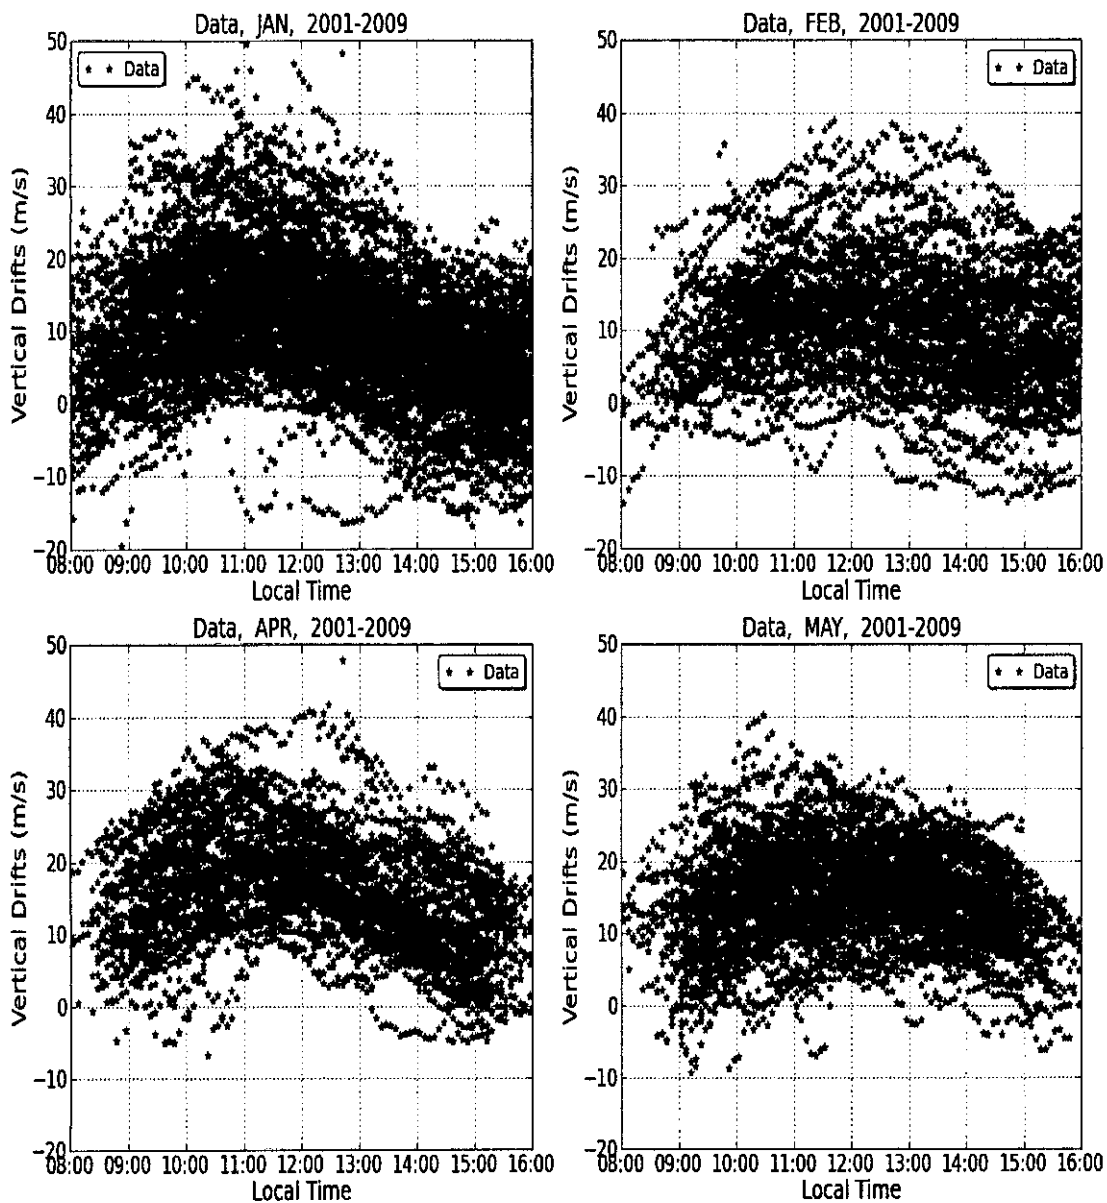 Data, JAN, 2001-2009
Data, FEB, 2001-2009
50
40
30
20
10
0
−10
−20
Vertical Drifts (m/s)
Data
08:00 09:00 10:00 11:00 12:00 13:00 14:00 15:00 16:00
Local Time
50
40
30
20
10
0
−10
−20
Vertical Drifts (m/s)
Data
08:00 09:00 10:00 11:00 12:00 13:00 14:00 15:00 16:00
Local Time
Data, APR, 2001-2009
Data, MAY, 2001-2009
50
40
30
20
10
0
−10
−20
Vertical Drifts (m/s)
Data
08:00 09:00 10:00 11:00 12:00 13:00 14:00 15:00 16:00
Local Time
50
40
30
20
10
0
−10
−20
Vertical Drifts (m/s)
Data
08:00 09:00 10:00 11:00 12:00 13:00 14:00 15:00 16:00
Local Time